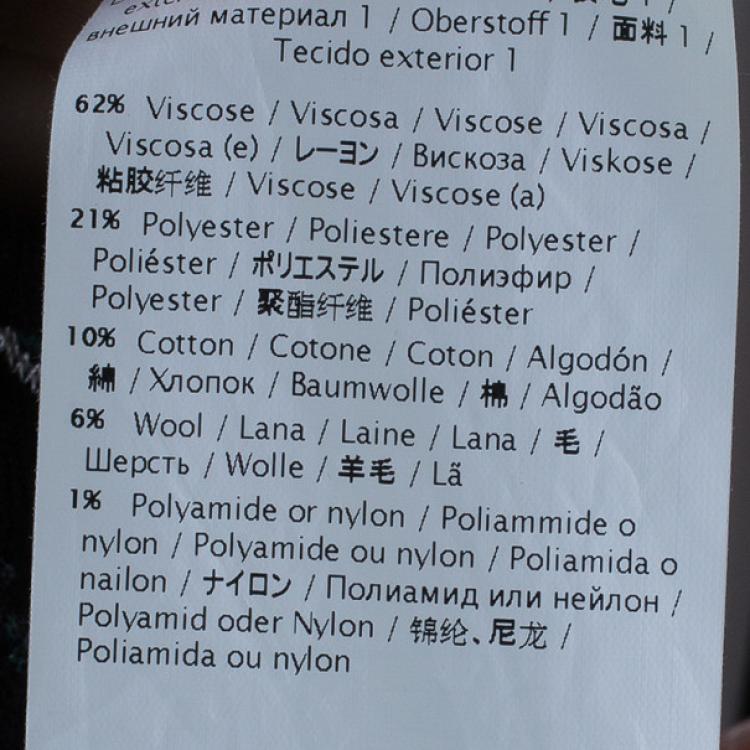 внешний материал 1 / Oberstoff 1 / 面料 1 /
Tecido exterior 1
62% Viscose / Viscosa / Viscose / Viscosa /
Viscosa (e) / レーヨン / Вискоза / Viskose /
粘胶纤维 / Viscose / Viscose (a)
21% Polyester / Poliestere / Polyester /
Poliéster / ポリエステル / Полиэфир /
Polyester / 聚酯纤维 / Poliéster
10% Cotton / Cotone / Coton / Algodón /
綿 / Хлопок / Baumwolle / 棉 / Algodão
6% Wool / Lana / Laine / Lana / 毛 /
Шерсть / Wolle / 羊毛 / Lã
1% Polyamide or nylon / Poliammide o
nylon / Polyamide ou nylon / Poliamida o
nailon / ナイロン / Полиамид или нейлон /
Polyamid oder Nylon / 锦纶、尼龙 /
Poliamida ou nylon